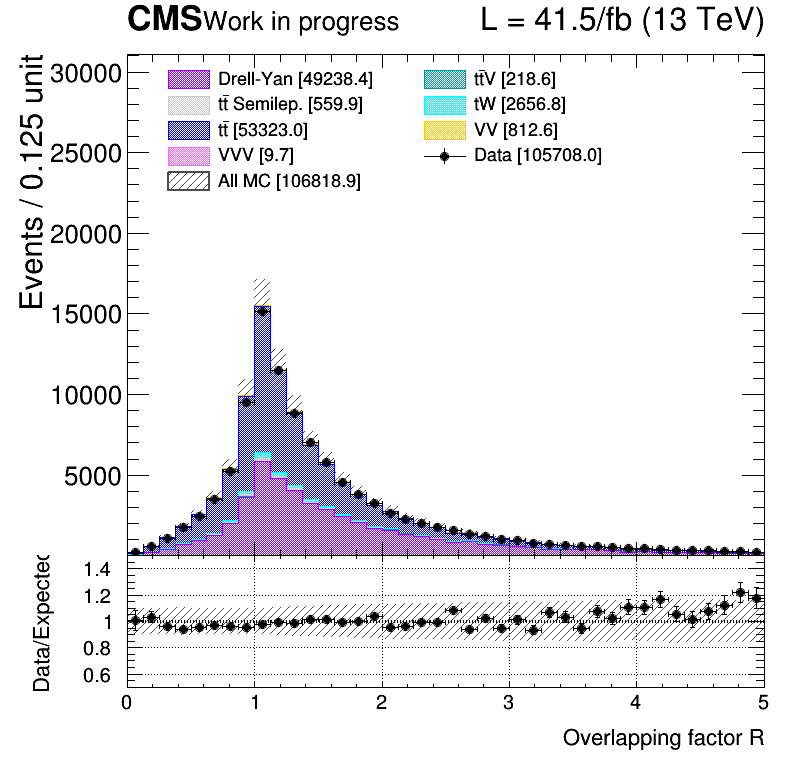 CMS Work in progress L = 41.5/fb (13 TeV)
Events / 0.125 unit
30000
25000
20000
15000
10000
5000
Drell-Yan [49238.4]
tt̄ Semilep. [559.9]
tt̄ [53323.0]
VVV [9.7]
All MC [106818.9]
tt̄V [218.6]
tW [2656.8]
VV [812.6]
Data [105708.0]
Data/Expected
1.4
1.2
1
0.8
0.6
0 1 2 3 4 5
Overlapping factor R